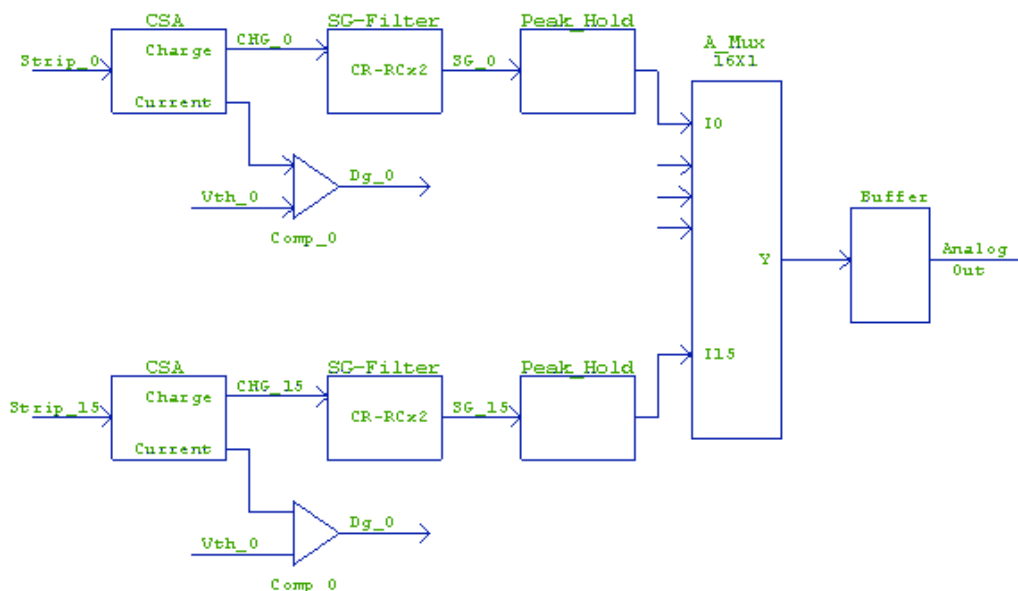 CSA
Strip_0
Charge
Current
CHG_0
SG-Filter
CR-RCx2
SG_0
Peak_Hold
A_Mux
16X1
I0
Vth_0
Dg_0
Comp_0
Y
Buffer
Analog
Out
CSA
Strip_15
Charge
Current
CHG_15
SG-Filter
CR-RCx2
SG_15
Peak_Hold
I15
Vth_0
Dg_0
Comp_0